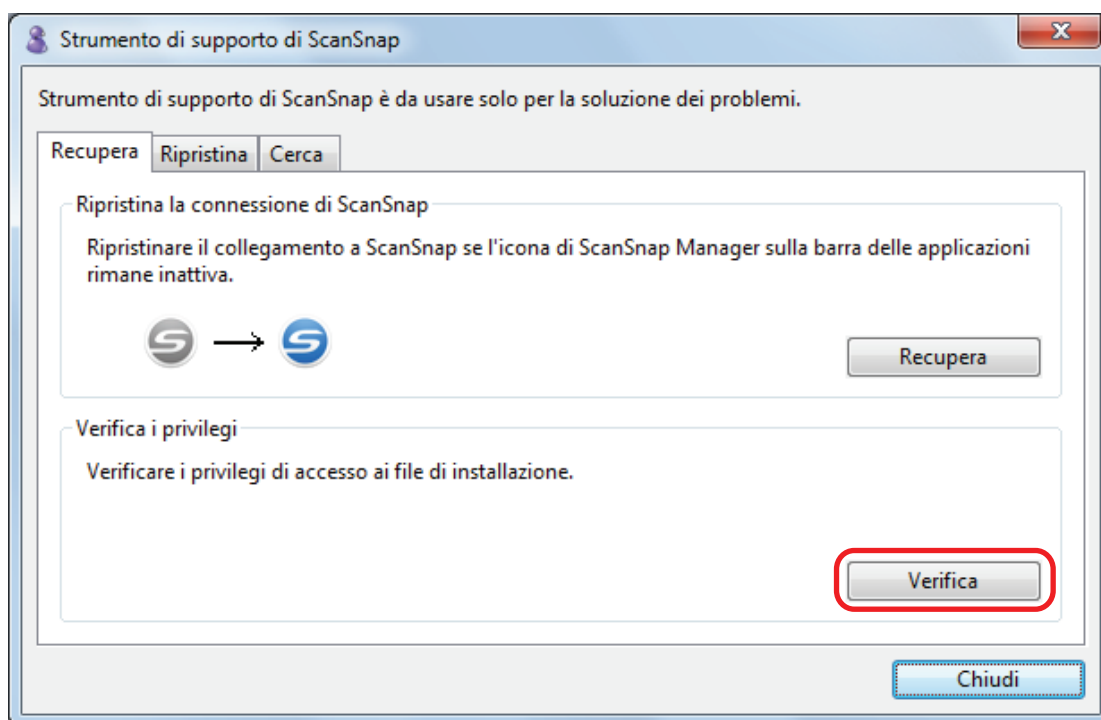 Strumento di supporto di ScanSnap
Strumento di supporto di ScanSnap è da usare solo per la soluzione dei problemi.
Recupera Ripristina Cerca
Ripristina la connessione di ScanSnap
Ripristinare il collegamento a ScanSnap se l'icona di ScanSnap Manager sulla barra delle applicazioni
rimane inattiva.
Recupera
Verifica i privilegi
Verificare i privilegi di accesso ai file di installazione.
Verifica
Chiudi